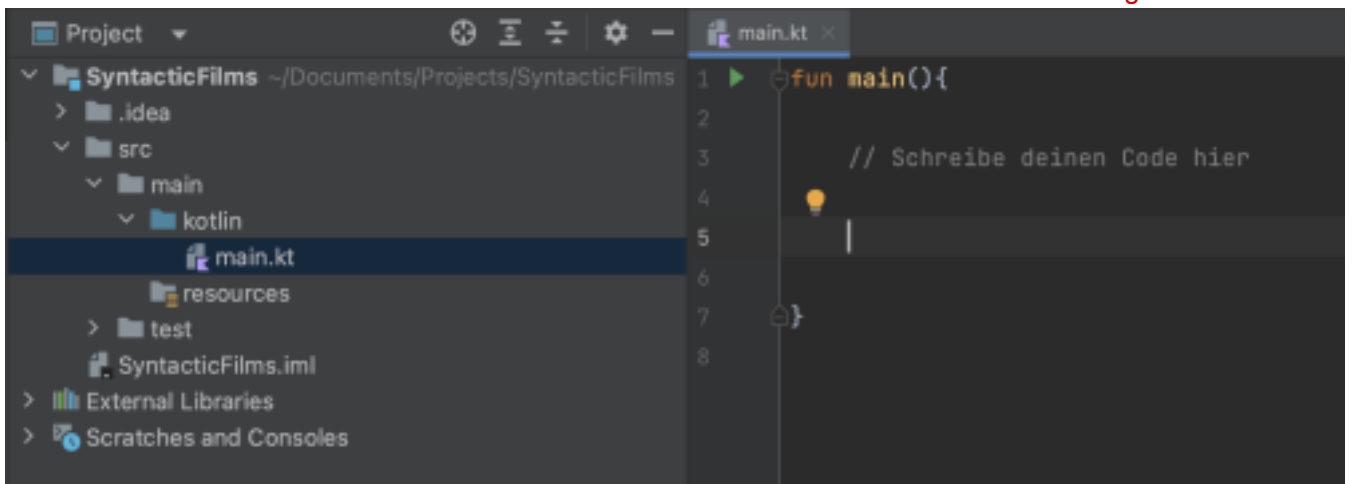 Project
SyntacticFilms ~/Documents/Projects/SyntacticFilms
.idea
src
main
kotlin
main.kt
resources
test
SyntacticFilms.iml
External Libraries
Scratches and Consoles
main.kt
1 fun main(){
2
3 // Schreibe deinen Code hier
4
5
6
7 }
8